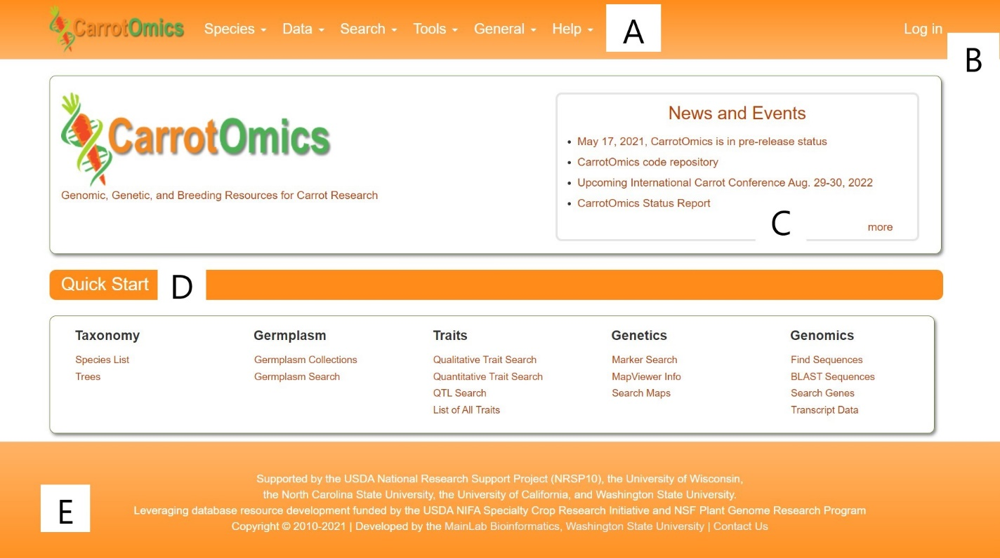 CarrotOmics Species Data Search Tools General Help A Log in
B
CarrotOmics
Genomic, Genetic, and Breeding Resources for Carrot Research
News and Events
May 17, 2021, CarrotOmics is in pre-release status
CarrotOmics code repository
Upcoming International Carrot Conference Aug. 29-30, 2022
CarrotOmics Status Report
C
more
Quick Start D
Taxonomy
Species List
Trees
Germplasm
Germplasm Collections
Germplasm Search
Traits
Qualitative Trait Search
Quantitative Trait Search
QTL Search
List of All Traits
Genetics
Marker Search
MapViewer Info
Search Maps
Genomics
Find Sequences
BLAST Sequences
Search Genes
Transcript Data
E
Supported by the USDA National Research Support Project (NRSP10), the University of Wisconsin,
the North Carolina State University, the University of California, and Washington State University.
Leveraging database resource development funded by the USDA NIFA Specialty Crop Research Initiative and NSF Plant Genome Research Program
Copyright © 2010-2021 | Developed by the MainLab Bioinformatics, Washington State University | Contact Us